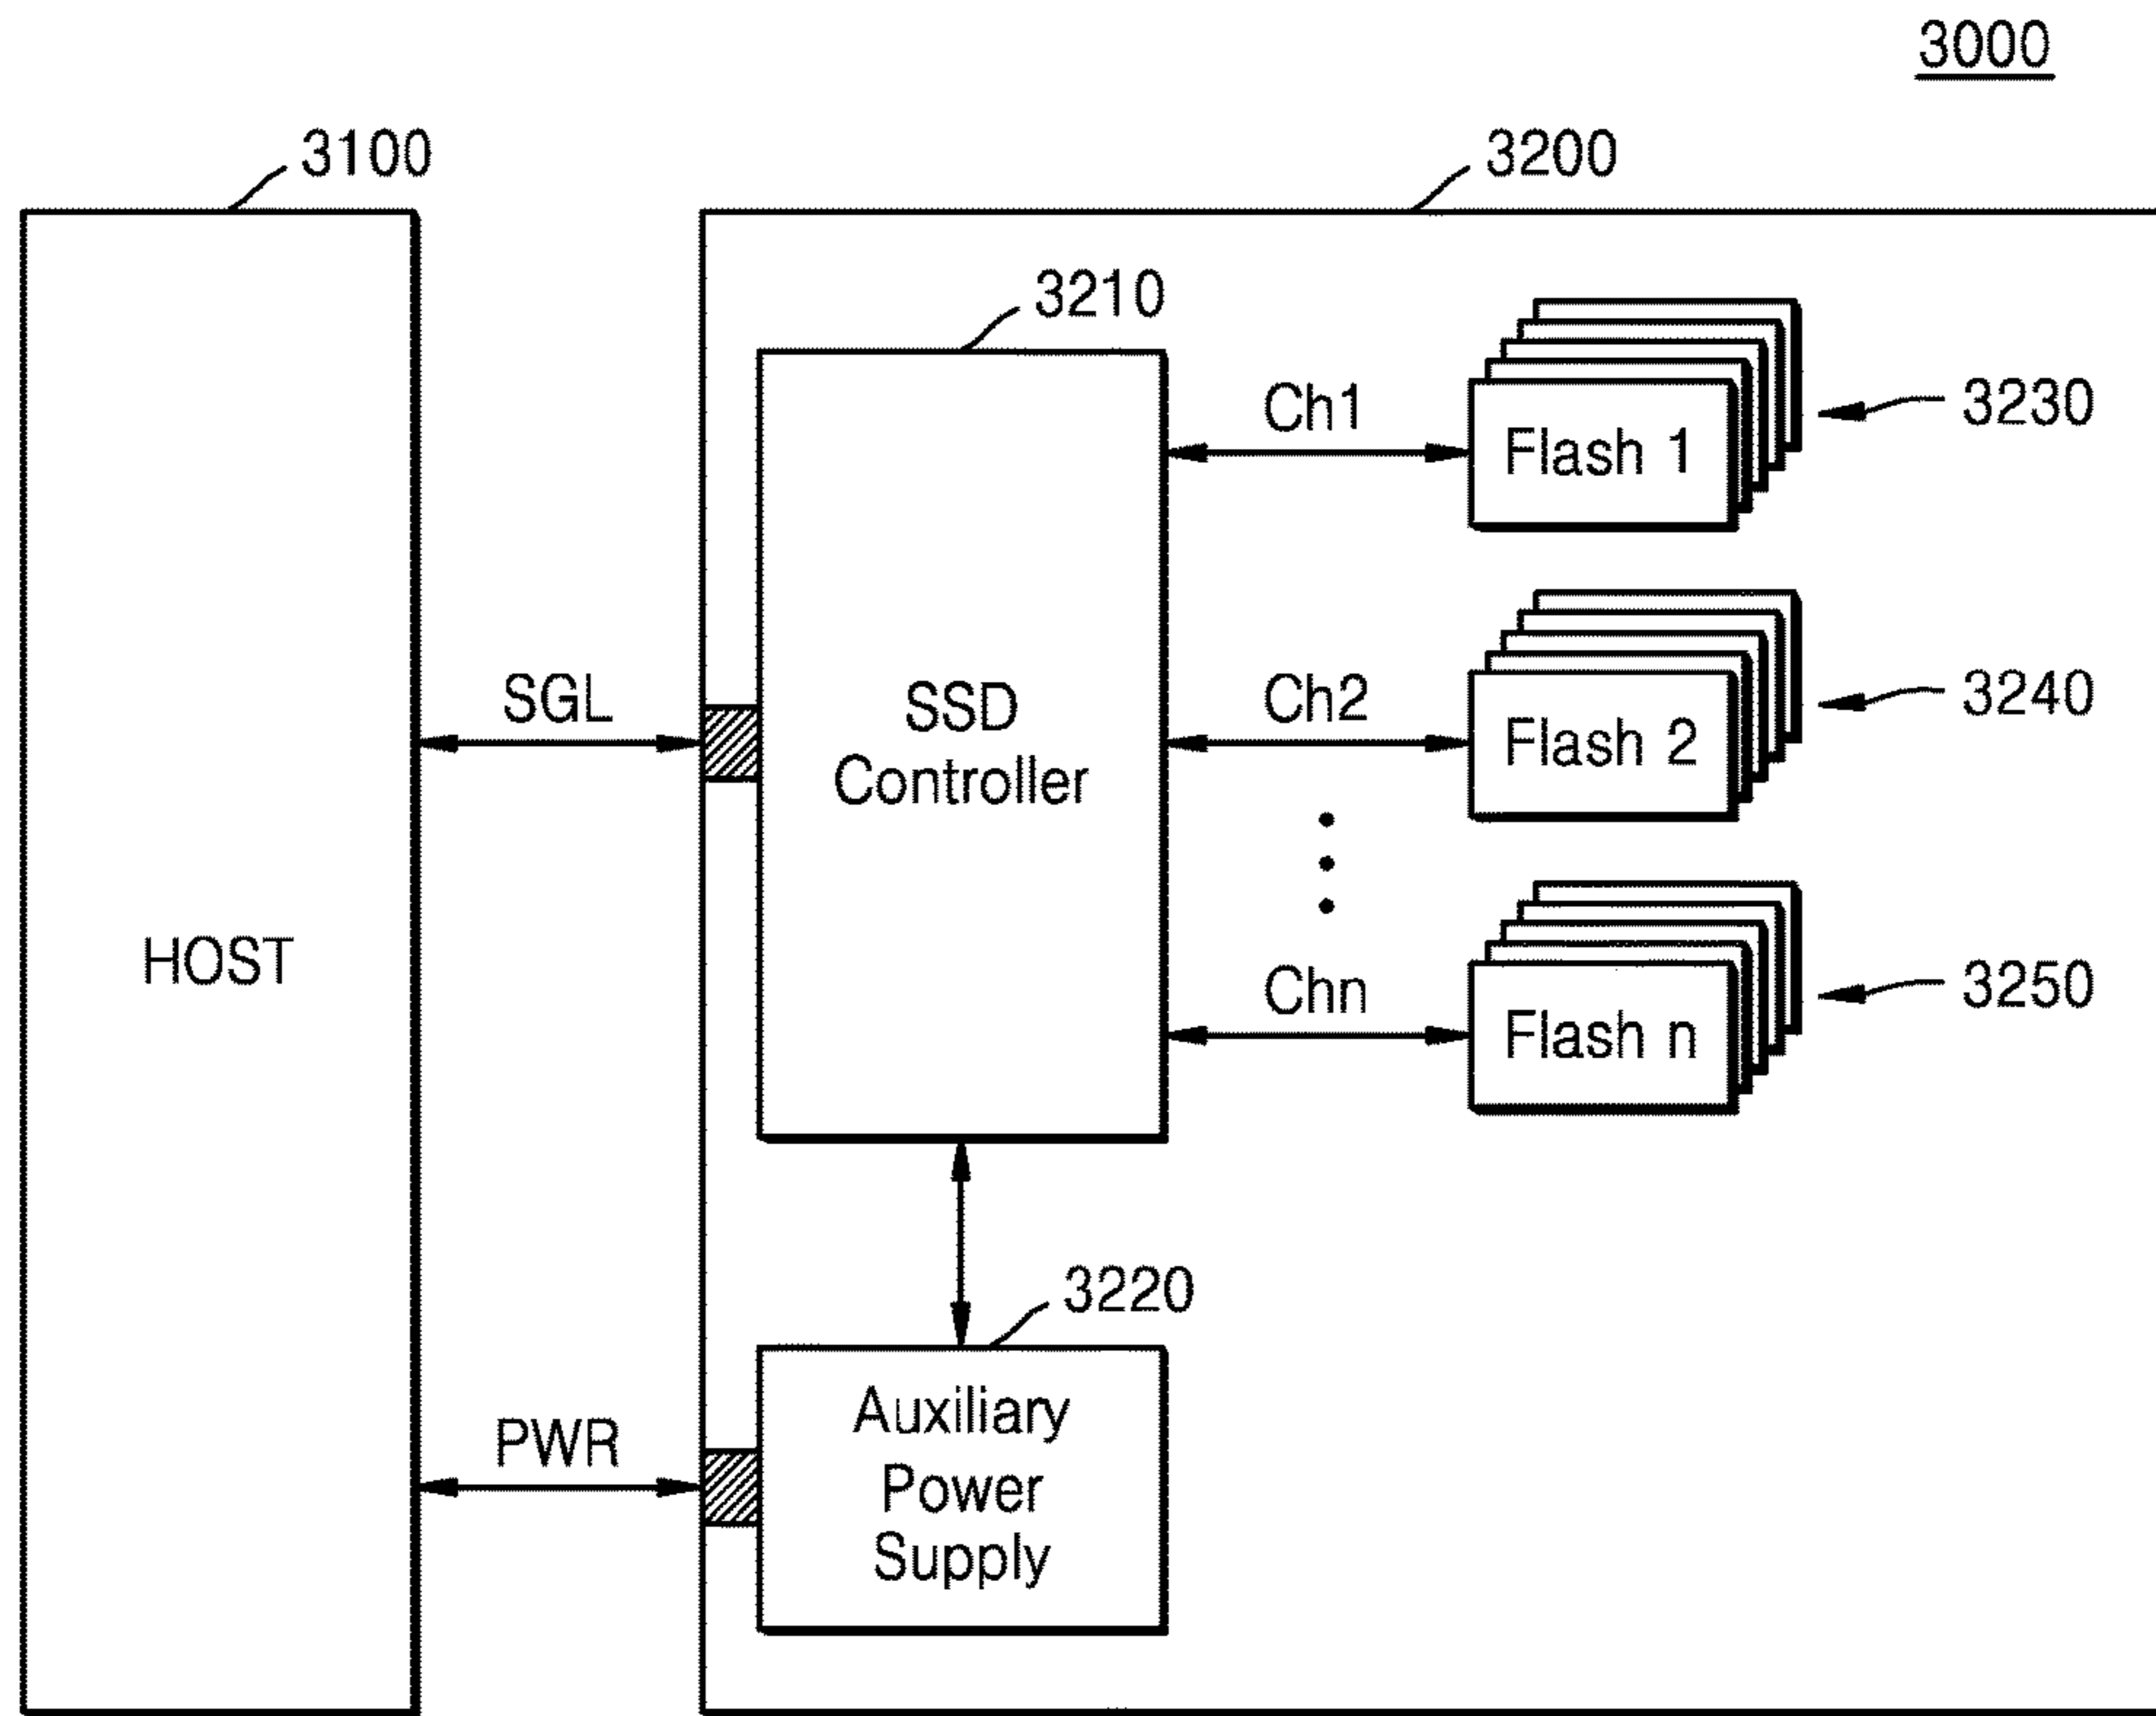 3000
3100
3200
3210
Ch1
Flash 1
3230
SGL
SSD
Controller
Ch2
Flash 2
3240
HOST
Chn
Flash n
3250
3220
PWR
Auxiliary
Power
Supply